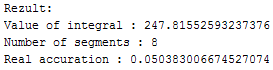 Rezult:
Value of integral : 247.81552593237376
Number of segments : 8
Real accuration : 0.050383006674527074